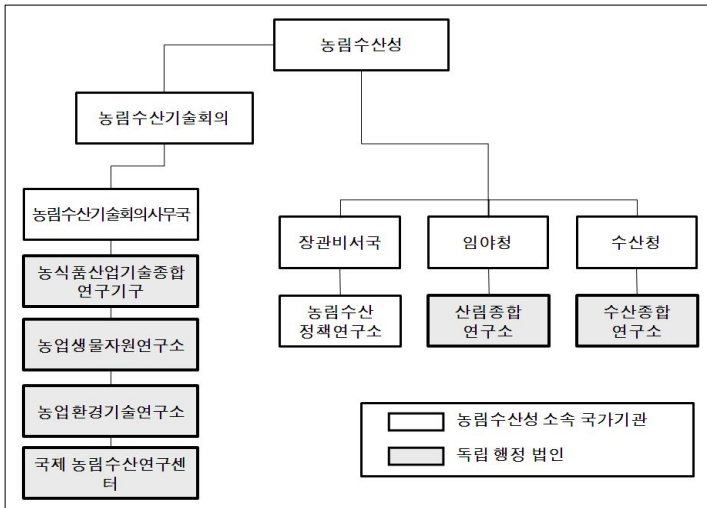 농림수산성
농림수산기술회의
농림수산기술회의사무국
농식품산업기술종합
연구기구
농업생물자원연구소
농업환경기술연구소
국제 농림수산연구센
터
장관비서국
임야청
수산청
농림수산
정책연구소
산림종합
연구소
수산종합
연구소
농림수산성 소속 국가기관
독립 행정 법인